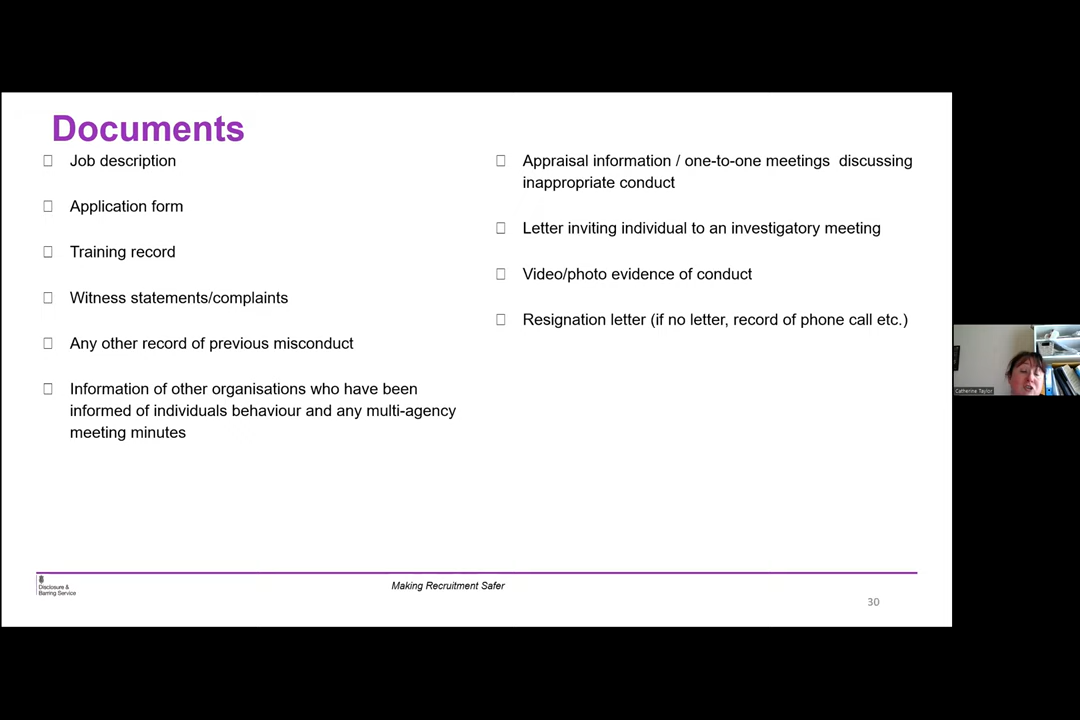 Documents
Job description
Application form
Training record
Witness statements/complaints
Any other record of previous misconduct
Information of other organisations who have been
informed of individuals behaviour and any multi-agency
meeting minutes
Appraisal information / one-to-one meetings discussing
inappropriate conduct
Letter inviting individual to an investigatory meeting
Video/photo evidence of conduct
Resignation letter (if no letter, record of phone call etc.)
Catherine Taylor
Disclosure &
Barring Service
Making Recruitment Safer
30